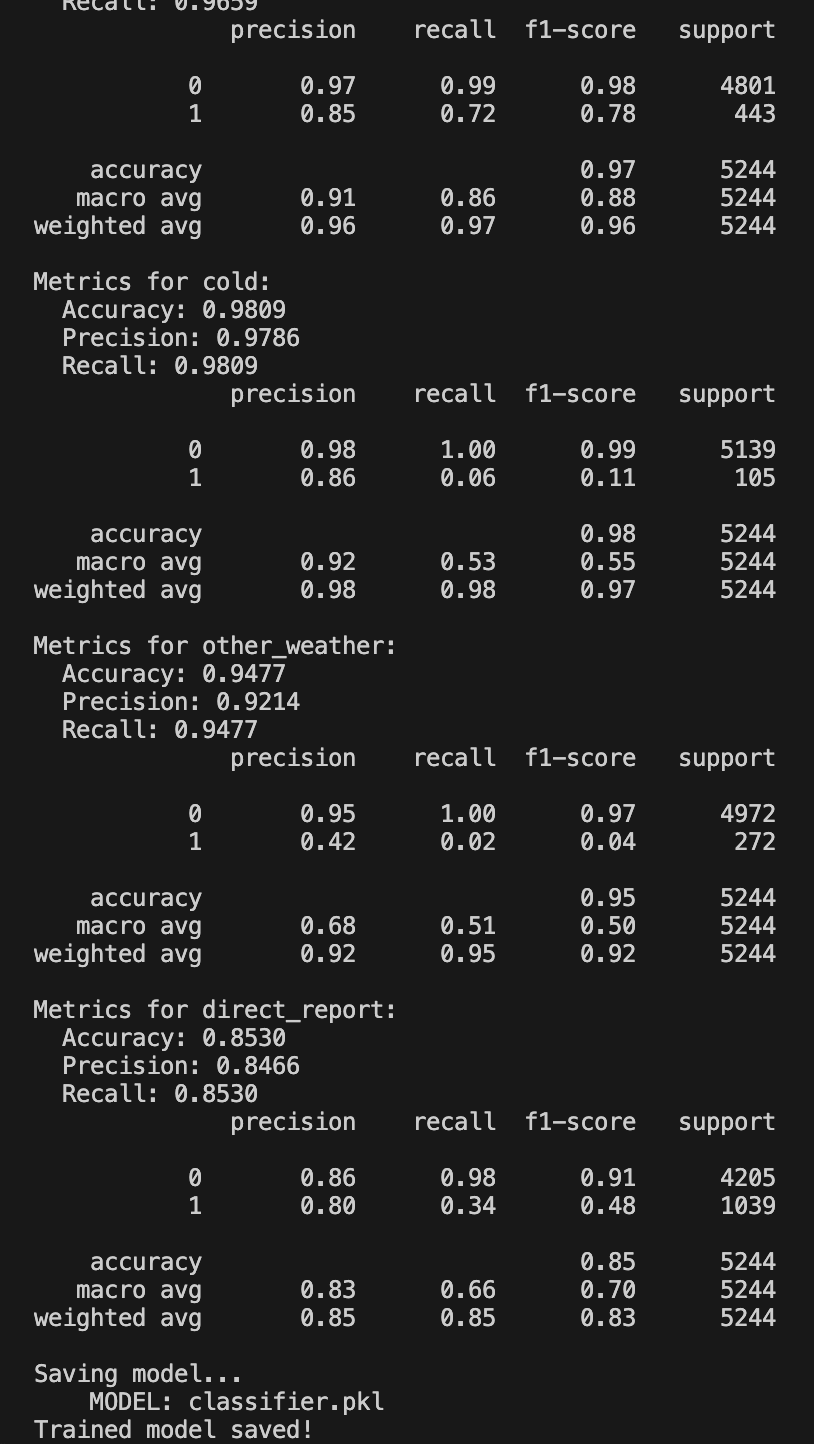 Recall: 0.9659
precision recall f1-score support
0 0.97 0.99 0.98 4801
1 0.85 0.72 0.78 443
accuracy 0.97 5244
macro avg 0.91 0.86 0.88 5244
weighted avg 0.96 0.97 0.96 5244
Metrics for cold:
Accuracy: 0.9809
Precision: 0.9786
Recall: 0.9809
precision recall f1-score support
0 0.98 1.00 0.99 5139
1 0.86 0.06 0.11 105
accuracy 0.98 5244
macro avg 0.92 0.53 0.55 5244
weighted avg 0.98 0.98 0.97 5244
Metrics for other_weather:
Accuracy: 0.9477
Precision: 0.9214
Recall: 0.9477
precision recall f1-score support
0 0.95 1.00 0.97 4972
1 0.42 0.02 0.04 272
accuracy 0.95 5244
macro avg 0.68 0.51 0.50 5244
weighted avg 0.92 0.95 0.92 5244
Metrics for direct_report:
Accuracy: 0.8530
Precision: 0.8466
Recall: 0.8530
precision recall f1-score support
0 0.86 0.98 0.91 4205
1 0.80 0.34 0.48 1039
accuracy 0.85 5244
macro avg 0.83 0.66 0.70 5244
weighted avg 0.85 0.85 0.83 5244
Saving model...
MODEL: classifier.pkl
Trained model saved!